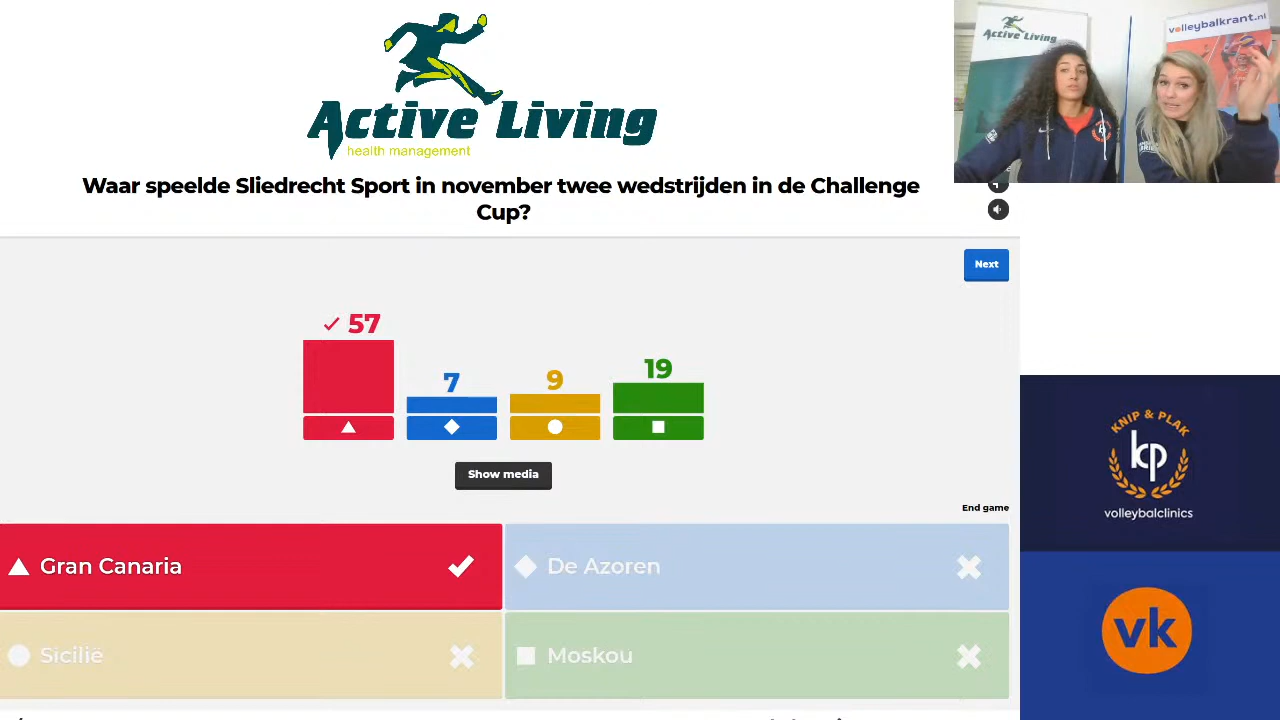 Active Living
health management
Active Living
volleybalkrant.nl
Waar speelde Sliedrecht Sport in november twee wedstrijden in de Challenge
Cup?
Next
57
7
9
19
Show media
End game
Gran Canaria
De Azoren
Sicilië
Moskou
KNIP & PLAK
kp
volleybalclinics
vk